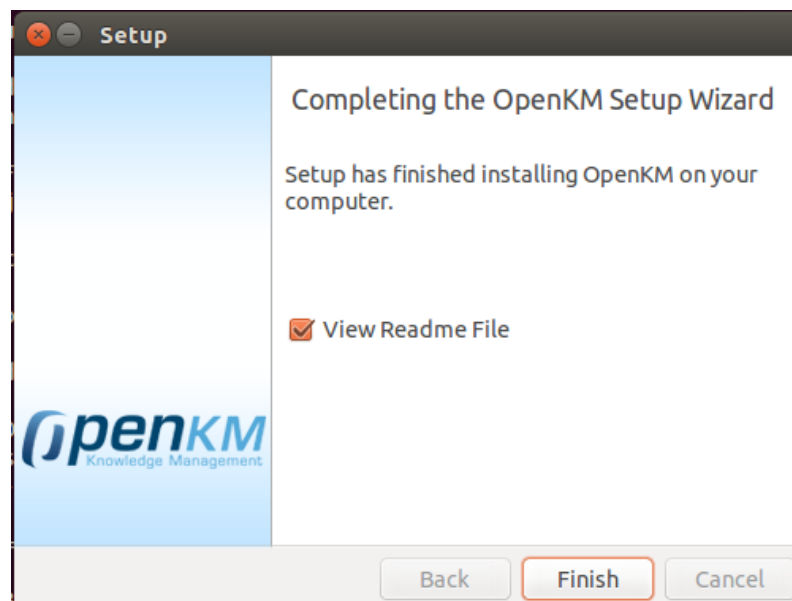 Setup
Completing the OpenKM Setup Wizard
Setup has finished installing OpenKM on your
computer.
View Readme File
OpenKM
Knowledge Management
Back
Finish
Cancel